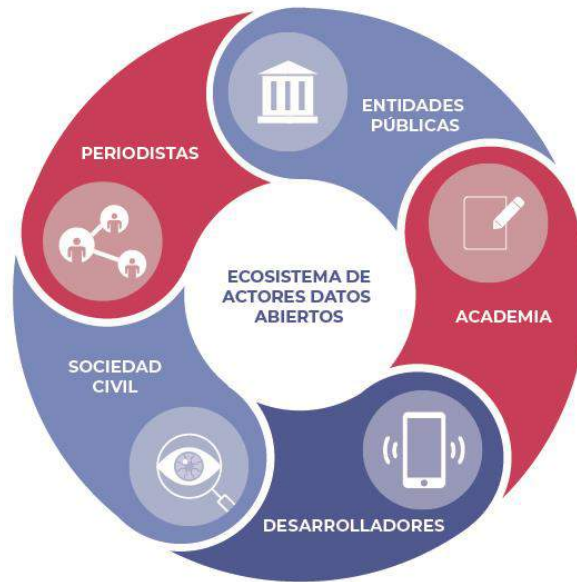 ENTIDADES
PÚBLICAS
PERIODISTAS
ECOSISTEMA DE
ACTORES DATOS
ABIERTOS
ACADEMIA
SOCIEDAD
CIVIL
DESARROLLADORES